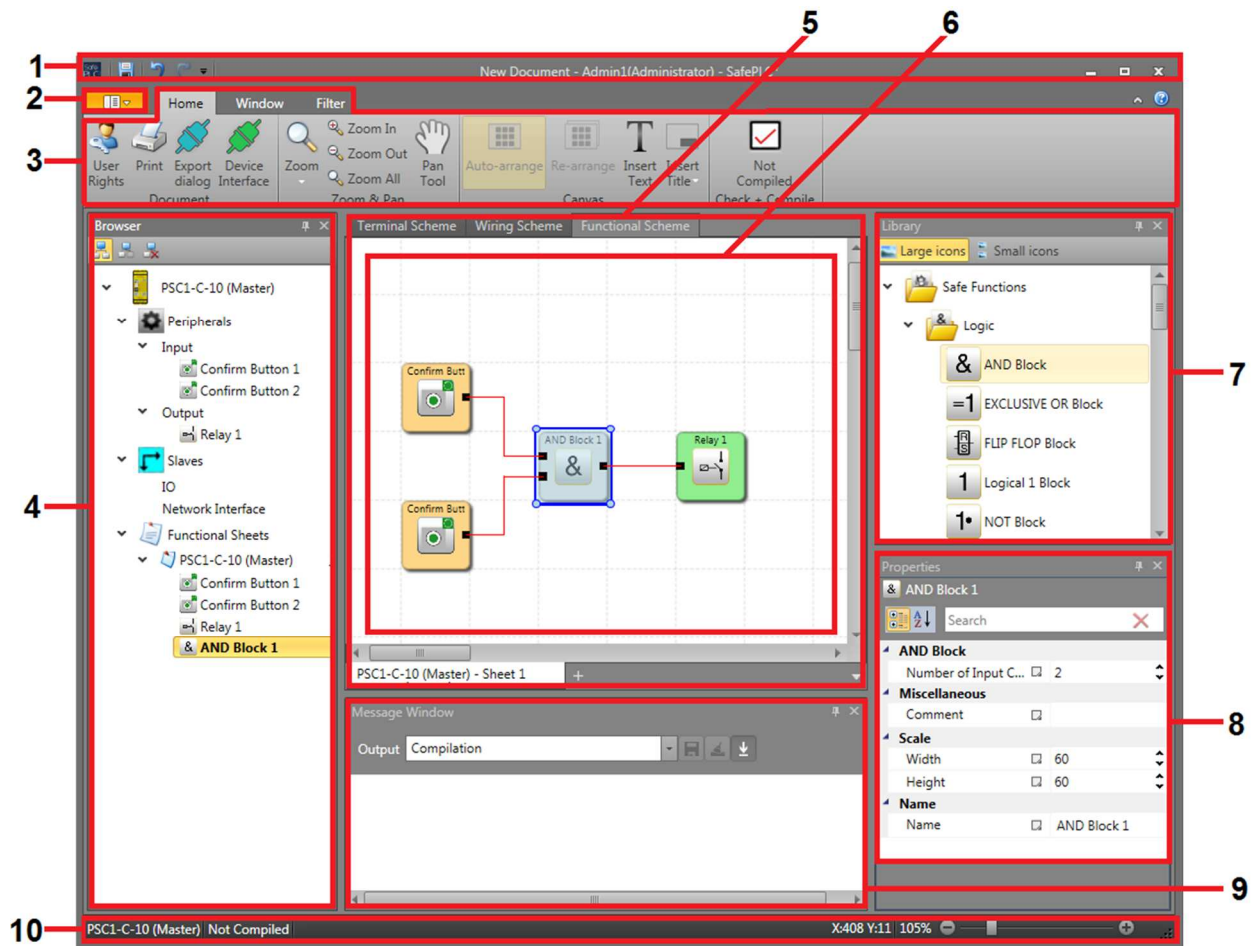 5 6
1 New Document - Admin1(Administrator) - SafePLC
2 Home Window Filter
3
User Rights Print Export dialog Device Interface
Zoom Zoom In Zoom Out Zoom All Pan Tool
Auto-arrange Re-arrange Insert Text Insert Title
Not Compiled
Document Zoom & Pan Canvas Check + Compile
4
Browser
PSC1-C-10 (Master)
Peripherals
Input
Confirm Button 1
Confirm Button 2
Output
Relay 1
Slaves
IO
Network Interface
Functional Sheets
PSC1-C-10 (Master)
Confirm Button 1
Confirm Button 2
Relay 1
& AND Block 1
Terminal Scheme Wiring Scheme Functional Scheme
Confirm Butt
AND Block 1
&
Relay 1
Confirm Butt
PSC1-C-10 (Master) - Sheet 1 +
7
Library
Large icons Small icons
Safe Functions
& Logic
& AND Block
=1 EXCLUSIVE OR Block
R S FLIP FLOP Block
1 Logical 1 Block
1• NOT Block
8
Properties
& AND Block 1
A Z Search
AND Block
Number of Input C... 2
Miscellaneous
Comment
Scale
Width 60
Height 60
Name
Name AND Block 1
9
Message Window
Output Compilation
10
PSC1-C-10 (Master) Not Compiled X:408 Y:11 105%